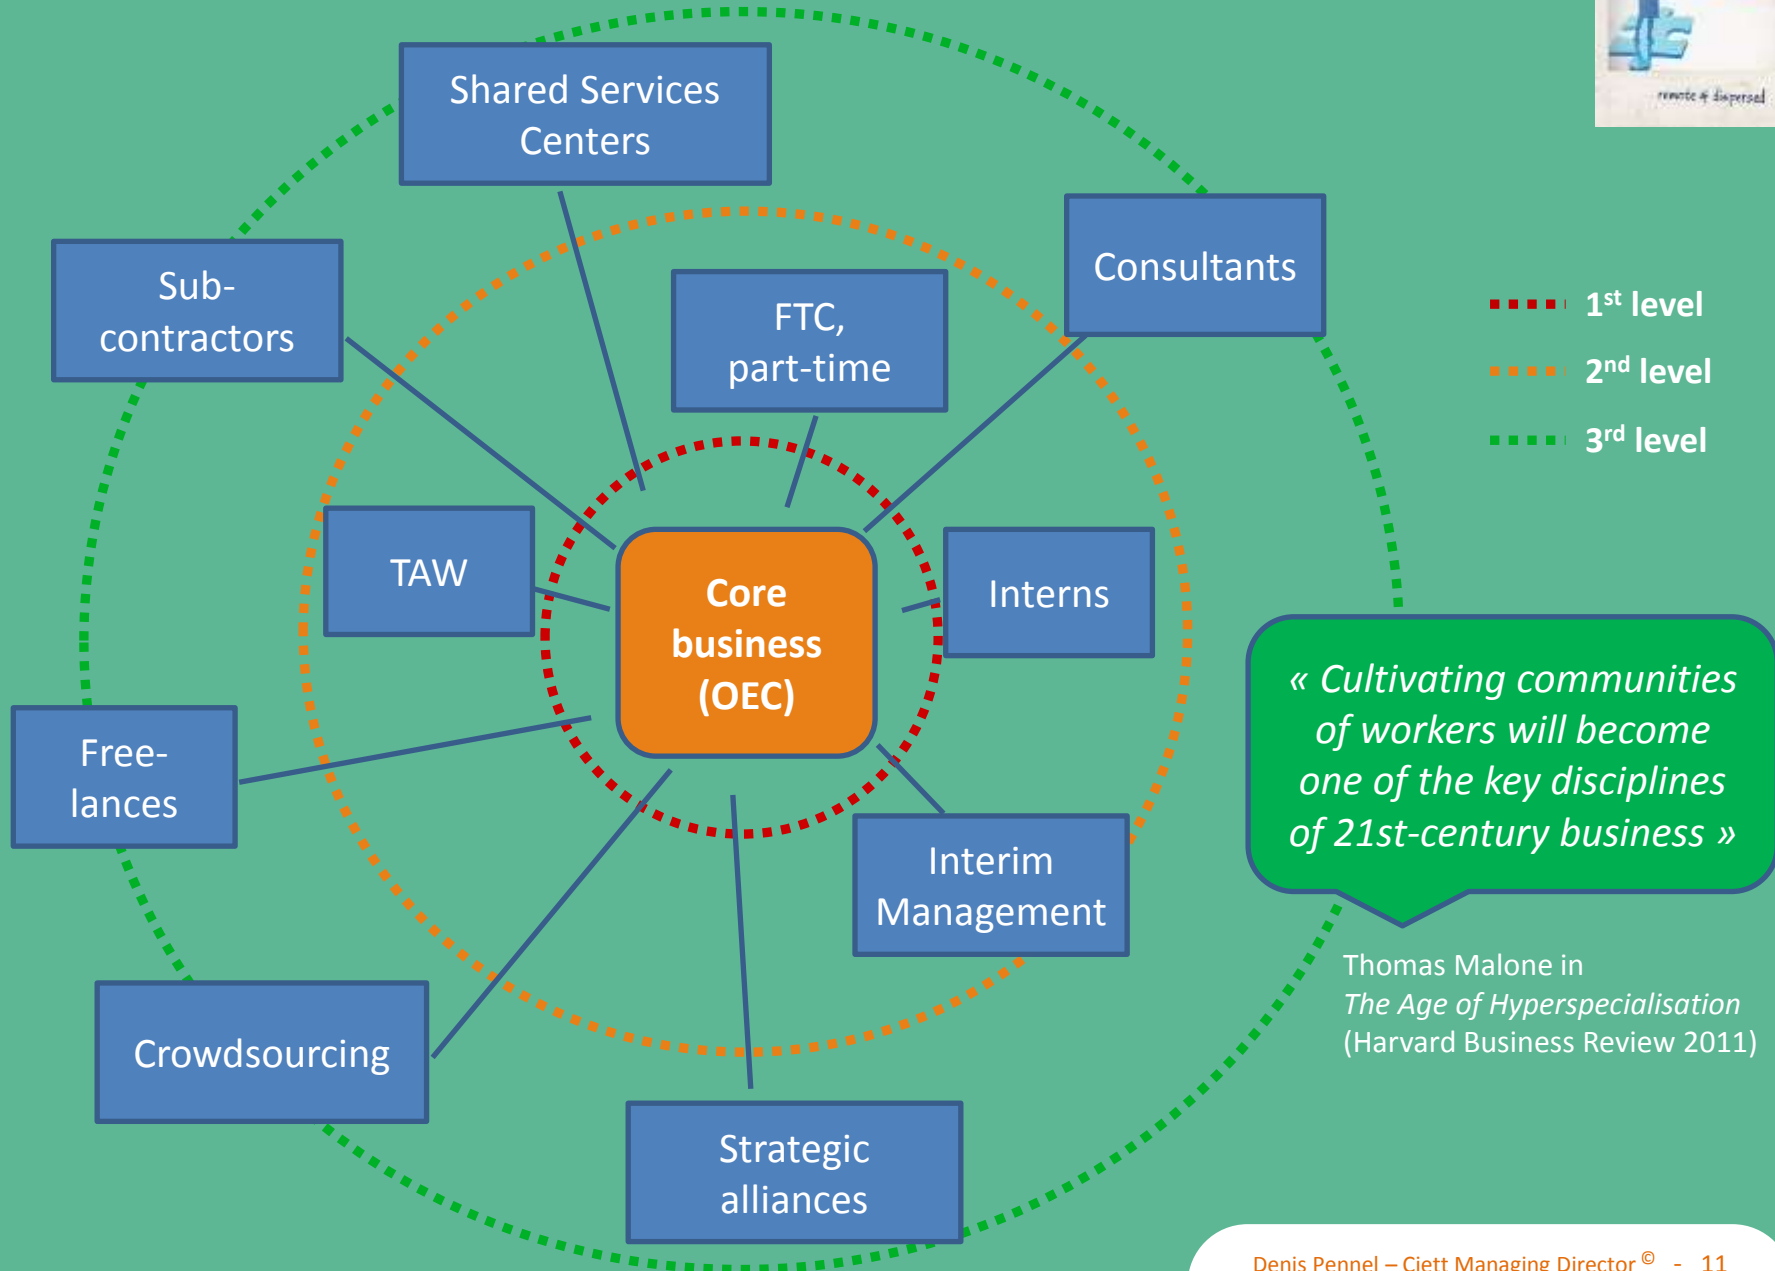 remote & dispersed
Shared Services
Centers
Consultants
Sub-
contractors
FTC,
part-time
1st level
2nd level
3rd level
TAW
Core
business
(OEC)
Interns
« Cultivating communities
of workers will become
one of the key disciplines
of 21st-century business »
Free-
lances
Interim
Management
Thomas Malone in
The Age of Hyperspecialisation
(Harvard Business Review 2011)
Crowdsourcing
Strategic
alliances
Denis Pennel – Ciett Managing Director © - 11